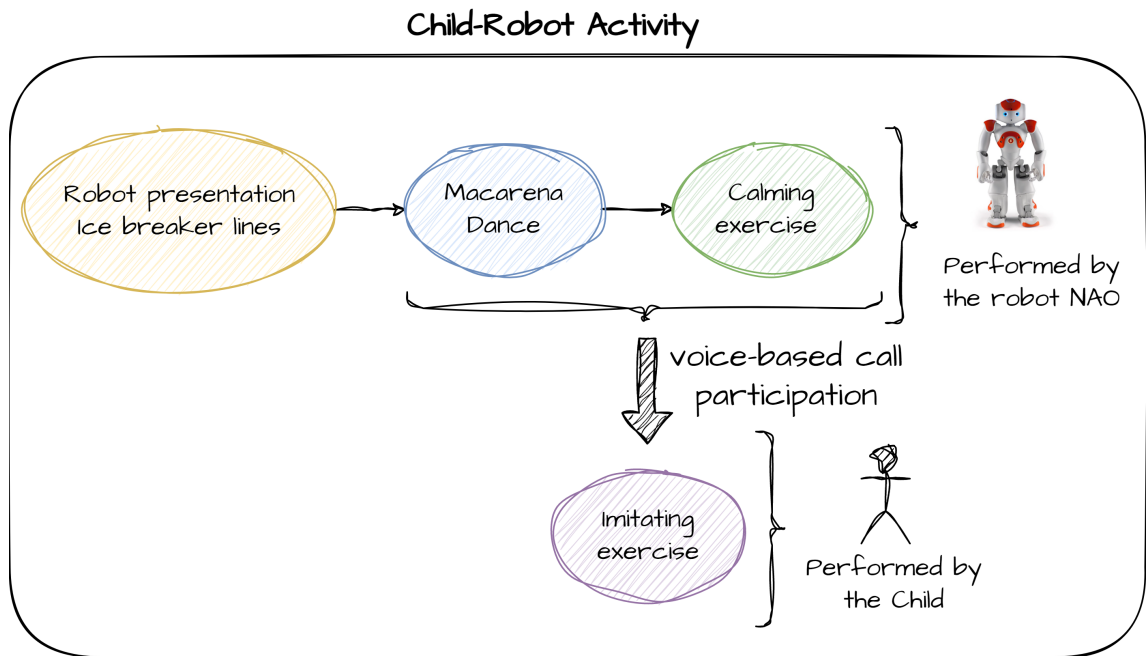 Child-Robot Activity
Robot presentation
Ice breaker lines
Macarena
Dance
Calming
exercise
Performed by
the robot NAO
voice-based call
participation
Imitating
exercise
Performed by
the Child